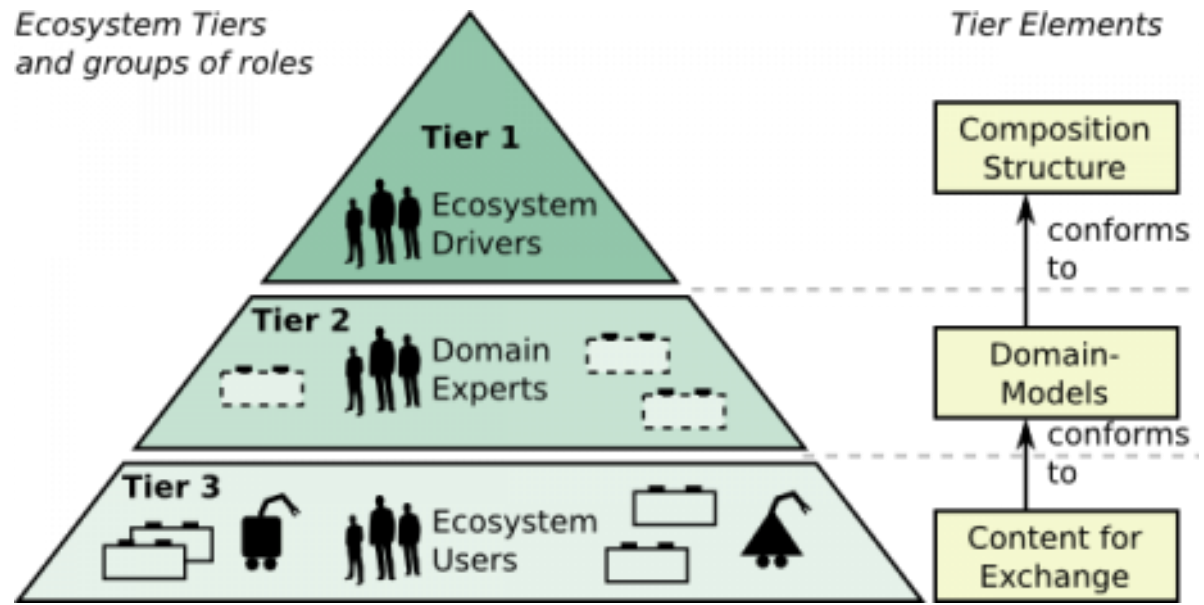 Ecosystem Tiers
and groups of roles
Tier Elements
Tier 1
Ecosystem
Drivers
Composition
Structure
conforms
to
Tier 2
Domain
Experts
Domain-
Models
conforms
to
Tier 3
Ecosystem
Users
Content for
Exchange